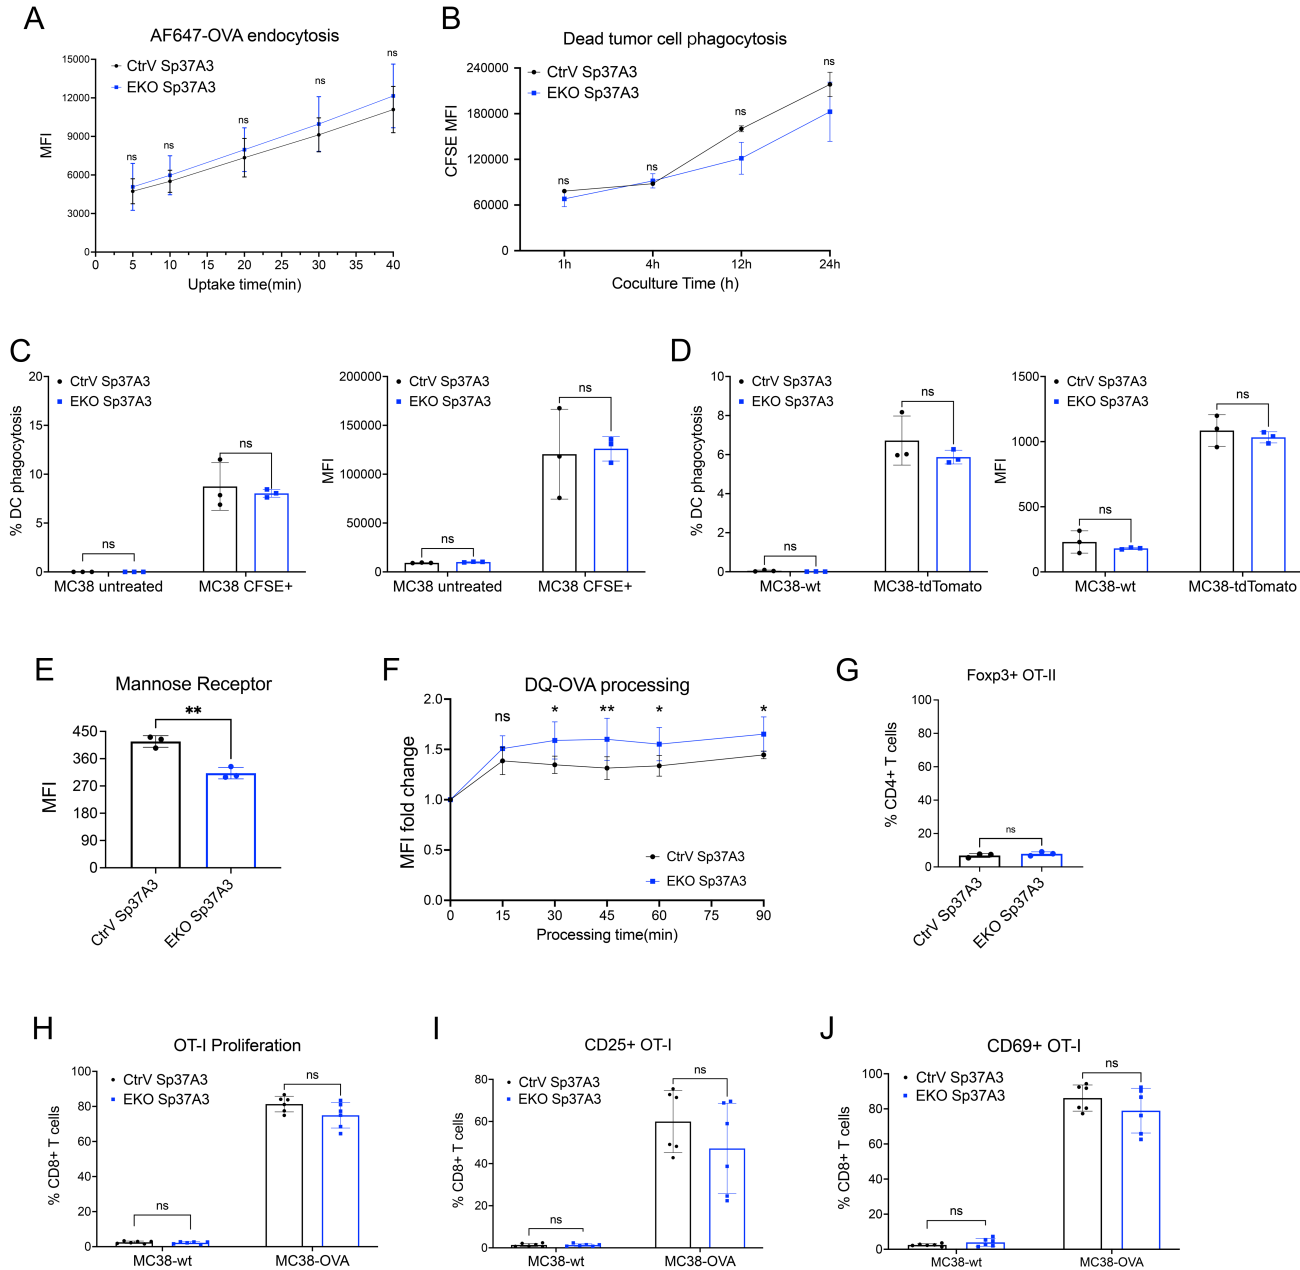 A
AF647-OVA endocytosis
15000
12000
9000
6000
3000
0
MFI
CtrV Sp37A3
EKO Sp37A3
ns
ns
ns
ns
ns
0 5 10 15 20 25 30 35 40
Uptake time(min)
B
Dead tumor cell phagocytosis
240000
180000
120000
60000
0
CFSE MFI
CtrV Sp37A3
EKO Sp37A3
ns
ns
ns
ns
1h 4h 12h 24h
Coculture Time (h)
C
20
15
10
5
0
% DC phagocytosis
CtrV Sp37A3
EKO Sp37A3
ns
ns
MC38 untreated MC38 CFSE+
200000
150000
100000
50000
0
MFI
CtrV Sp37A3
EKO Sp37A3
ns
ns
MC38 untreated MC38 CFSE+
D
10
8
6
4
2
0
% DC phagocytosis
CtrV Sp37A3
EKO Sp37A3
ns
ns
MC38-wt MC38-tdTomato
1500
1000
500
0
MFI
CtrV Sp37A3
EKO Sp37A3
ns
ns
MC38-wt MC38-tdTomato
E
Mannose Receptor
450
360
270
180
90
0
MFI
**
CtrV Sp37A3
EKO Sp37A3
F
DQ-OVA processing
2.0
1.5
1.0
0.5
0.0
MFI fold change
ns * ** * *
CtrV Sp37A3
EKO Sp37A3
0 15 30 45 60 75 90
Processing time(min)
G
Foxp3+ OT-II
100
80
60
40
20
0
% CD4+ T cells
ns
CtrV Sp37A3
EKO Sp37A3
H
OT-I Proliferation
100
80
60
40
20
0
% CD8+ T cells
CtrV Sp37A3
EKO Sp37A3
ns
ns
MC38-wt MC38-OVA
I
CD25+ OT-I
80
60
40
20
0
% CD8+ T cells
CtrV Sp37A3
EKO Sp37A3
ns
ns
MC38-wt MC38-OVA
J
CD69+ OT-I
100
80
60
40
20
0
% CD8+ T cells
CtrV Sp37A3
EKO Sp37A3
ns
ns
MC38-wt MC38-OVA